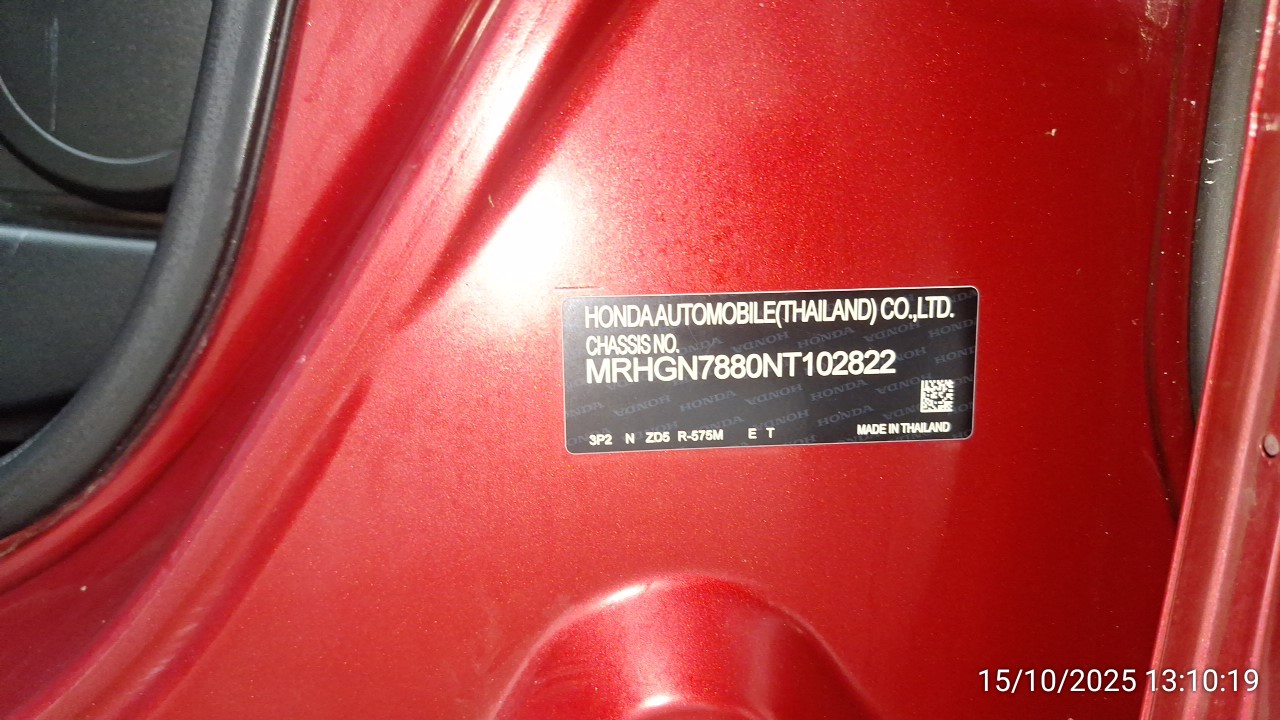 HONDA AUTOMOBILE(THAILAND) CO.,LTD.
CHASSIS NO.
MRHGN7880NT102822
3P2 N ZD5 R-575M E T
MADE IN THAILAND
15/10/2025 13:10:19